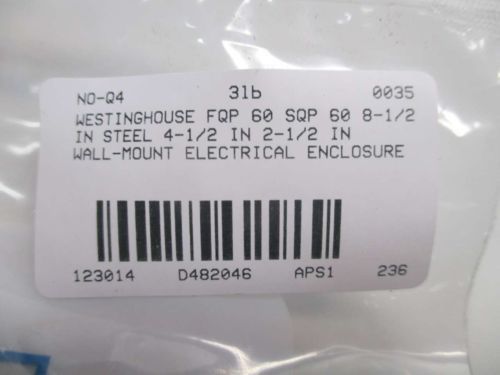 NO-Q4 3lb 0035
WESTINGHOUSE FQP 60 SQP 60 8-1/2
IN STEEL 4-1/2 IN 2-1/2 IN
WALL-MOUNT ELECTRICAL ENCLOSURE
123014 D482046 APS1 236